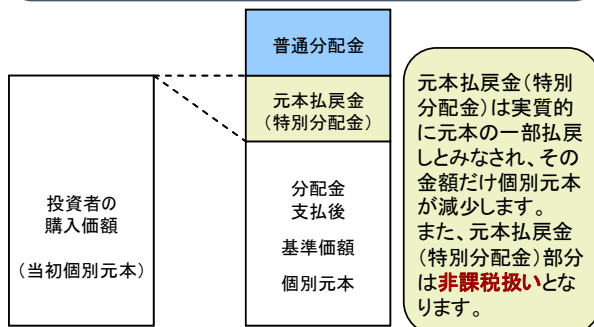 普通分配金
元本払戻金
（特別分配金）
投資者の
購入価額
（当初個別元本）
分配金
支払後
基準価額
個別元本
元本払戻金（特別
分配金）は実質的
に元本の一部払戻
しとみなされ、その
金額だけ個別元本
が減少します。
また、元本払戻金
（特別分配金）部分
は非課税扱いとな
ります。